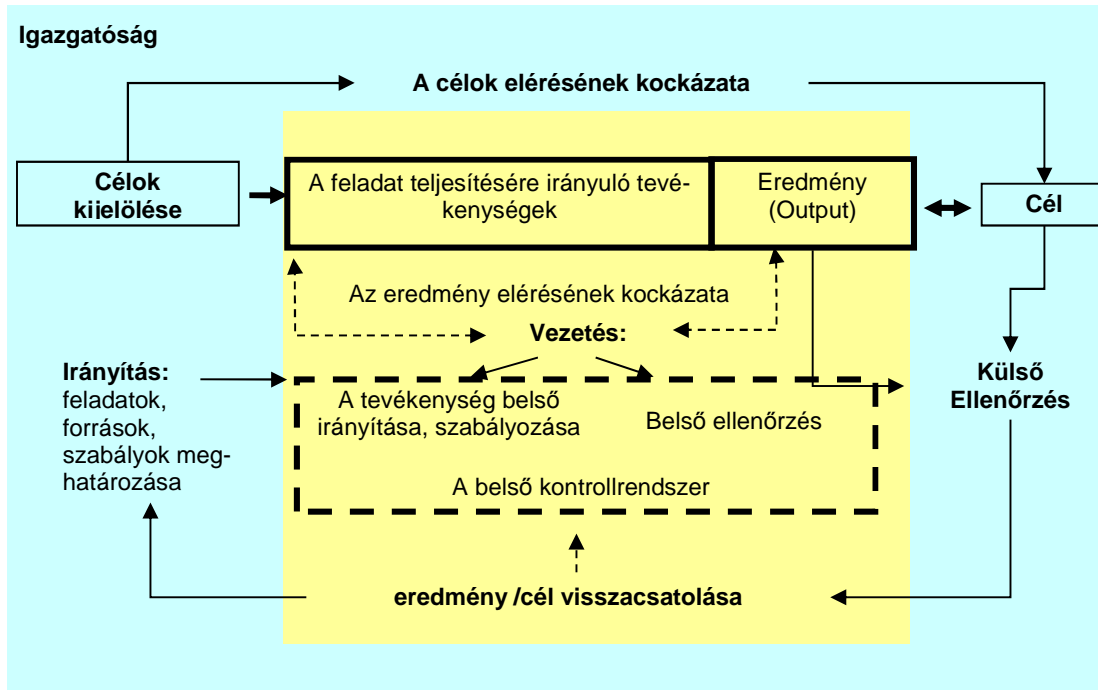 Igazgatóság
A célok elérésének kockázata
Célok
kijelölése
A feladat teljesítésére irányuló tevé-
kenységek
Eredmény
(Output)
Cél
Az eredmény elérésének kockázata
Vezetés:
Irányítás:
feladatok,
források,
szabályok meg-
határozása
A tevékenység belső
irányítása, szabályozása
Belső ellenőrzés
A belső kontrollrendszer
Külső
Ellenőrzés
eredmény /cél visszacsatolása